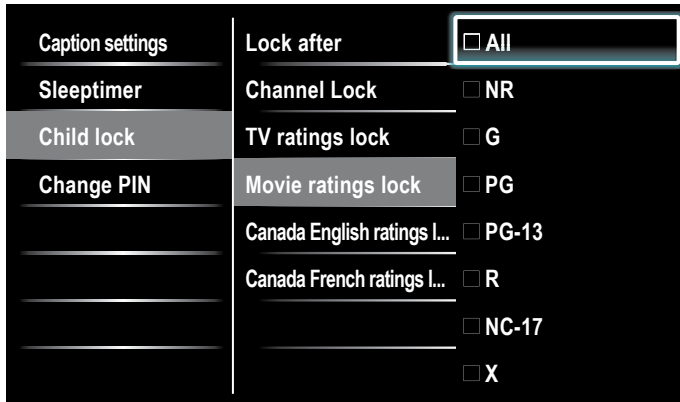 Caption settings
Sleeptimer
Child lock
Change PIN
Lock after
Channel Lock
TV ratings lock
Movie ratings lock
Canada English ratings l...
Canada French ratings l...
All
NR
G
PG
PG-13
R
NC-17
X